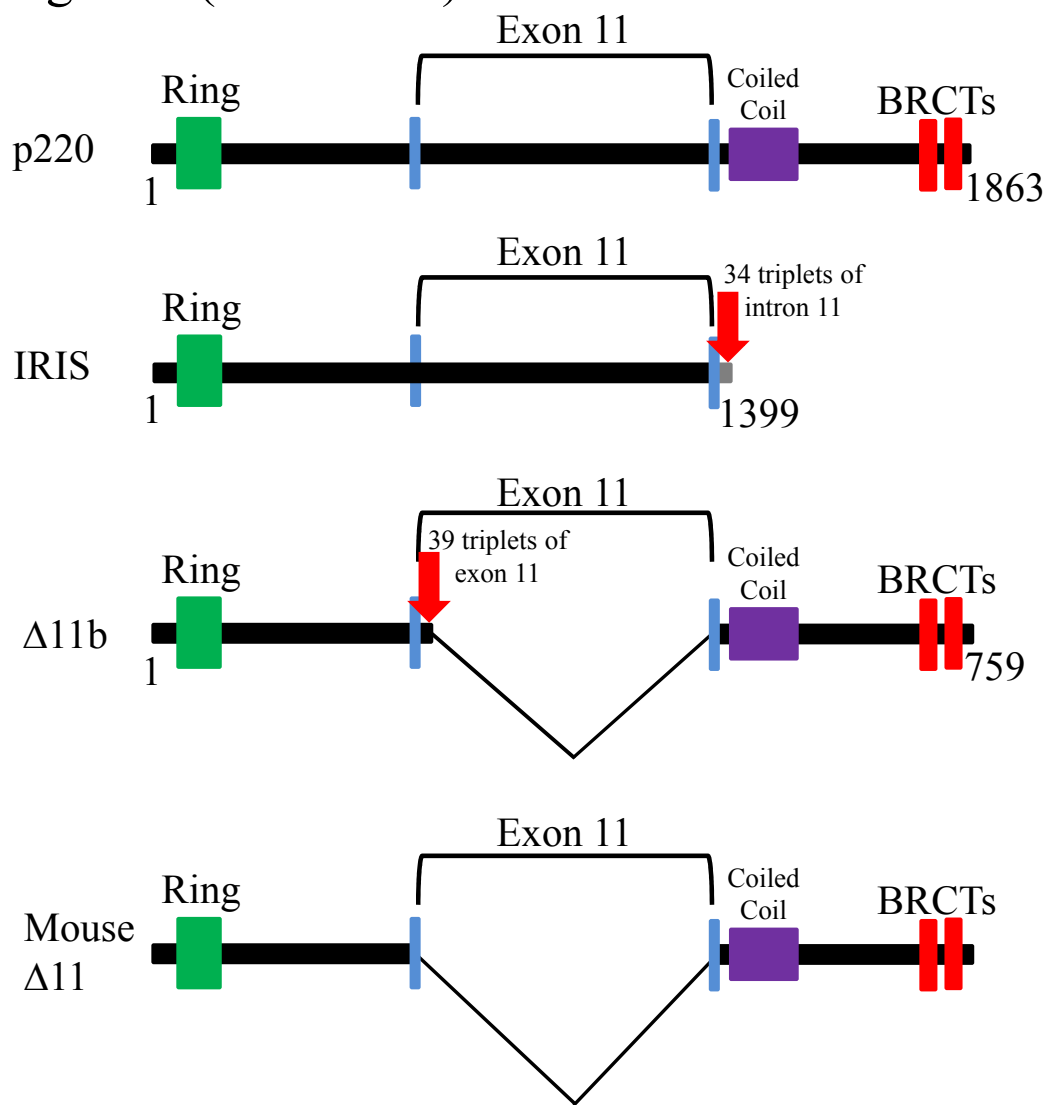 Exon 11
Ring
Coiled
Coil
BRCTs
p220
1
1863
Exon 11
Ring
34 triplets of
intron 11
IRIS
1
1399
Exon 11
39 triplets of
exon 11
Ring
Coiled
Coil
BRCTs
Δ11b
1
759
Exon 11
Ring
Coiled
Coil
BRCTs
Mouse
Δ11